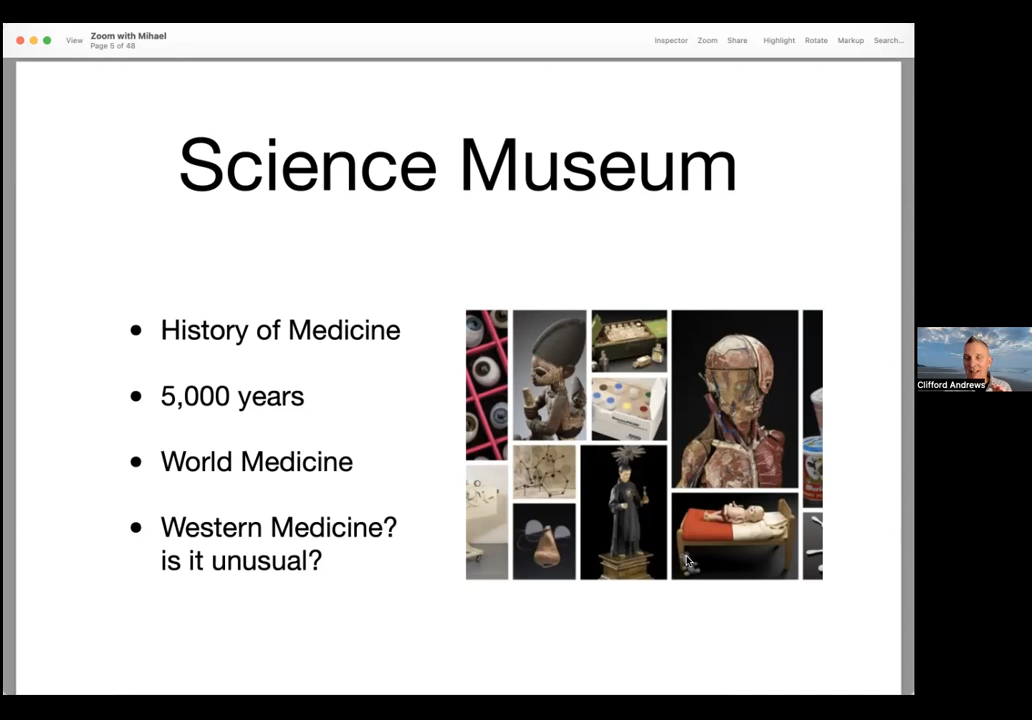 View
Zoom with Mihael
Page 5 of 48
Inspector
Zoom
Share
Highlight
Rotate
Markup
Search...
Science Museum
• History of Medicine
• 5,000 years
• World Medicine
• Western Medicine?
is it unusual?
Clifford Andrews